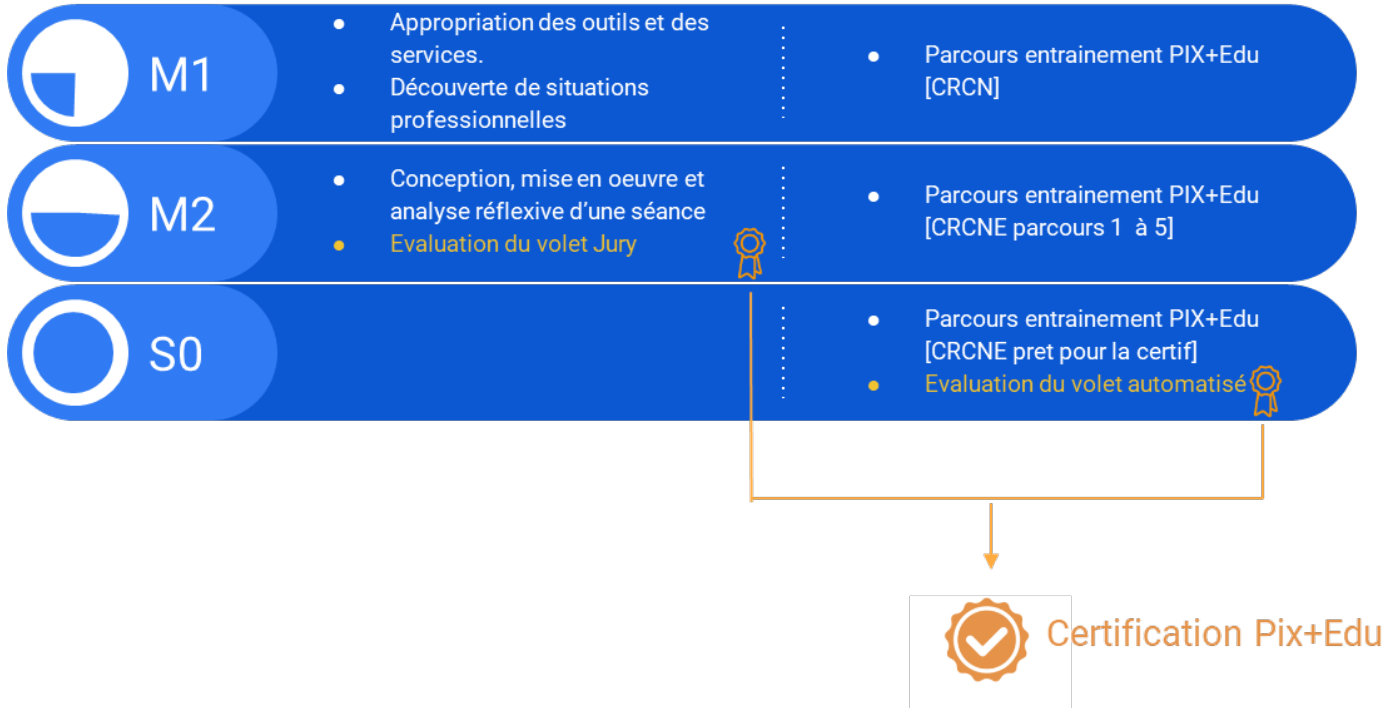 M1
Appropriation des outils et des
services.
Découverte de situations
professionnelles
Parcours entrainement PIX+Edu
[CRCN]
M2
Conception, mise en oeuvre et
analyse réflexive d'une séance
Evaluation du volet Jury
Parcours entrainement PIX+Edu
[CRCNE parcours 1 à 5]
S0
Parcours entrainement PIX+Edu
[CRCNE pret pour la certif]
Evaluation du volet automatisé
Certification Pix+Edu